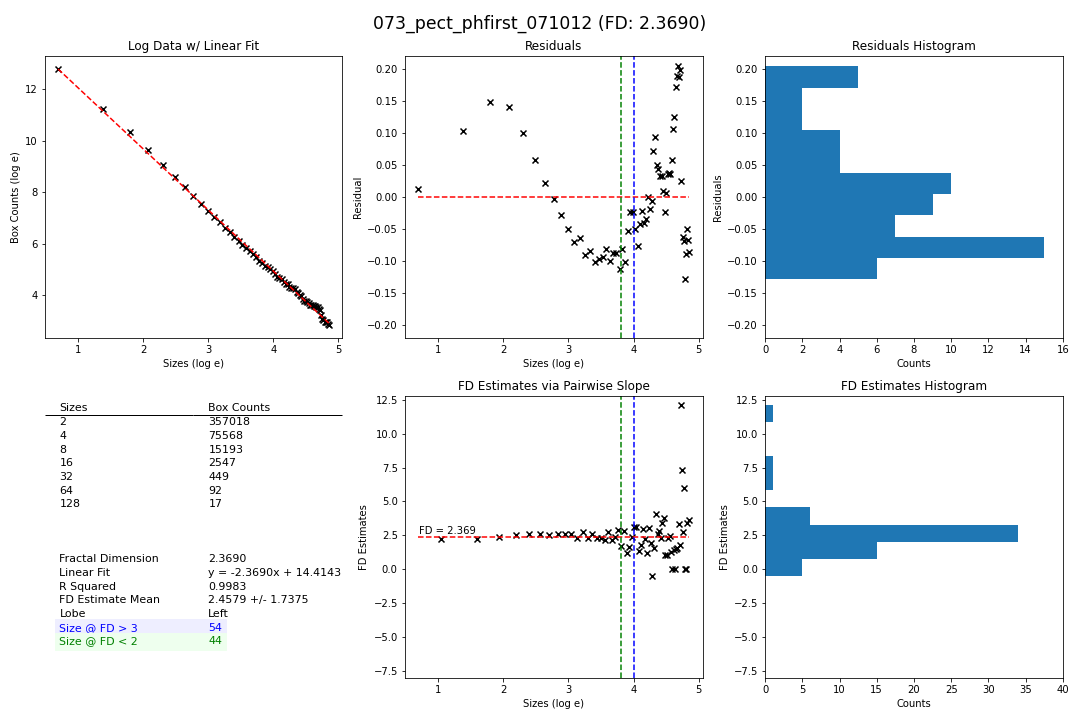 073_pect_phfirst_071012 (FD: 2.3690)
Log Data w/ Linear Fit
Box Counts (log e)
12
10
8
6
4
1 2 3 4 5
Sizes (log e)
Residuals
Residual
0.20
0.15
0.10
0.05
0.00
−0.05
−0.10
−0.15
−0.20
1 2 3 4 5
Sizes (log e)
Residuals Histogram
Residuals
0.20
0.15
0.10
0.05
0.00
−0.05
−0.10
−0.15
−0.20
0 2 4 6 8 10 12 14 16
Counts
Sizes Box Counts
2 357018
4 75568
8 15193
16 2547
32 449
64 92
128 17
Fractal Dimension 2.3690
Linear Fit y = -2.3690x + 14.4143
R Squared 0.9983
FD Estimate Mean 2.4579 +/- 1.7375
Lobe Left
Size @ FD > 3 54
Size @ FD < 2 44
FD Estimates via Pairwise Slope
FD Estimates
12.5
10.0
7.5
5.0
2.5
0.0
−2.5
−5.0
−7.5
FD = 2.369
1 2 3 4 5
Sizes (log e)
FD Estimates Histogram
FD Estimates
12.5
10.0
7.5
5.0
2.5
0.0
−2.5
−5.0
−7.5
0 5 10 15 20 25 30 35 40
Counts